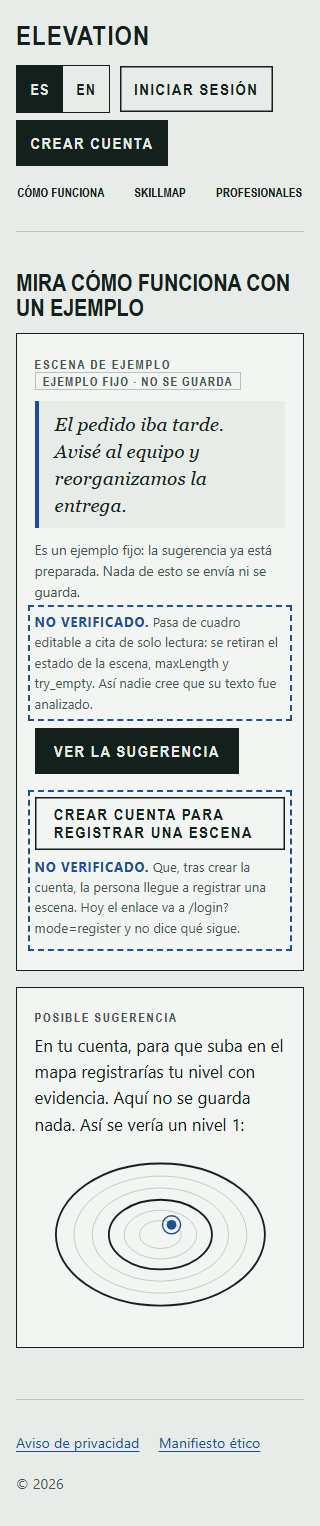 ELEVATION
ES EN INICIAR SESIÓN
CREAR CUENTA
CÓMO FUNCIONA SKILLMAP PROFESIONALES
MIRA CÓMO FUNCIONA CON
UN EJEMPLO
ESCENA DE EJEMPLO
EJEMPLO FIJO · NO SE GUARDA
El pedido iba tarde.
Avisé al equipo y
reorganizamos la
entrega.
Es un ejemplo fijo: la sugerencia ya está
preparada. Nada de esto se envía ni se
guarda.
NO VERIFICADO. Pasa de cuadro
editable a cita de solo lectura: se retiran el
estado de la escena, maxLength y
try_empty. Así nadie cree que su texto fue
analizado.
VER LA SUGERENCIA
CREAR CUENTA PARA
REGISTRAR UNA ESCENA
NO VERIFICADO. Que, tras crear la
cuenta, la persona llegue a registrar una
escena. Hoy el enlace va a /login?
mode=register y no dice qué sigue.
POSIBLE SUGERENCIA
En tu cuenta, para que suba en el
mapa registrarías tu nivel con
evidencia. Aquí no se guarda
nada. Así se vería un nivel 1:
Aviso de privacidad Manifiesto ético
© 2026